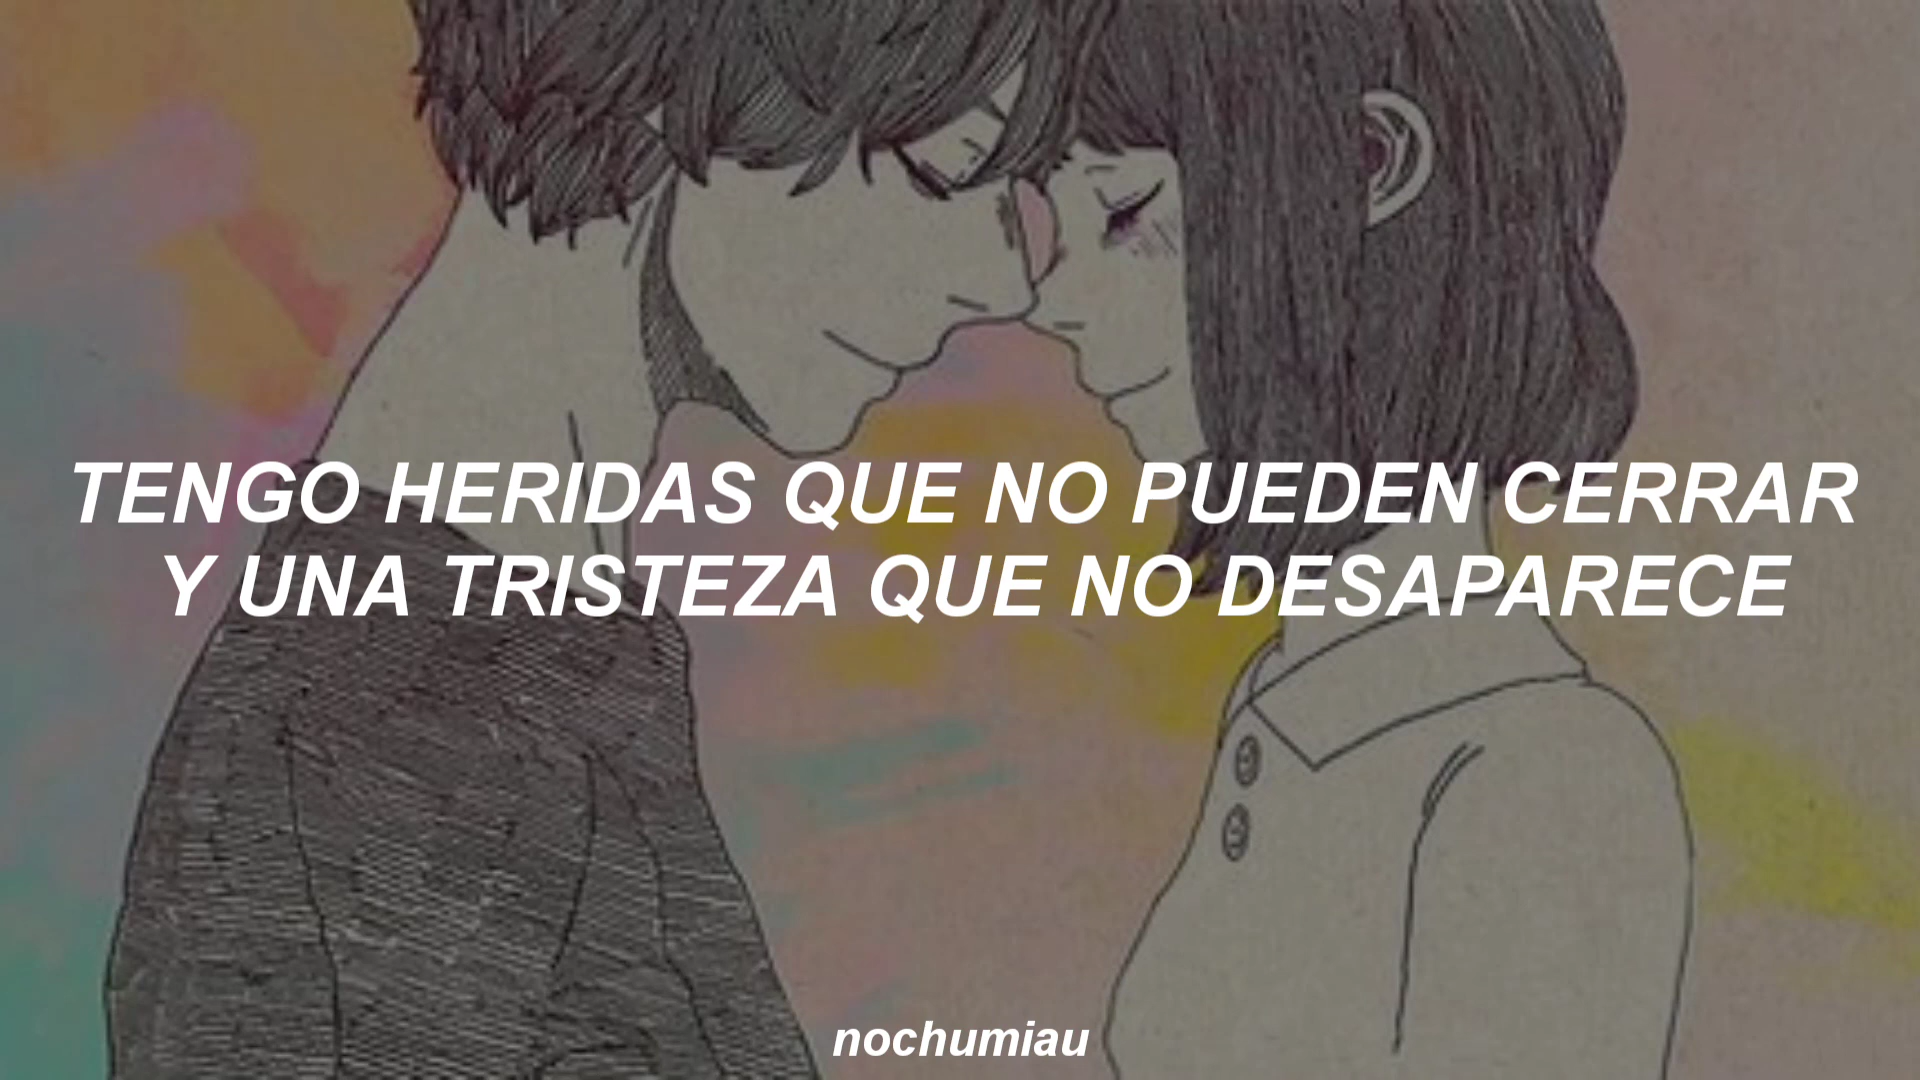 TENGO HERIDAS QUE NO PUEDEN CERRAR
Y UNA TRISTEZA QUE NO DESAPARECE
nochumiau